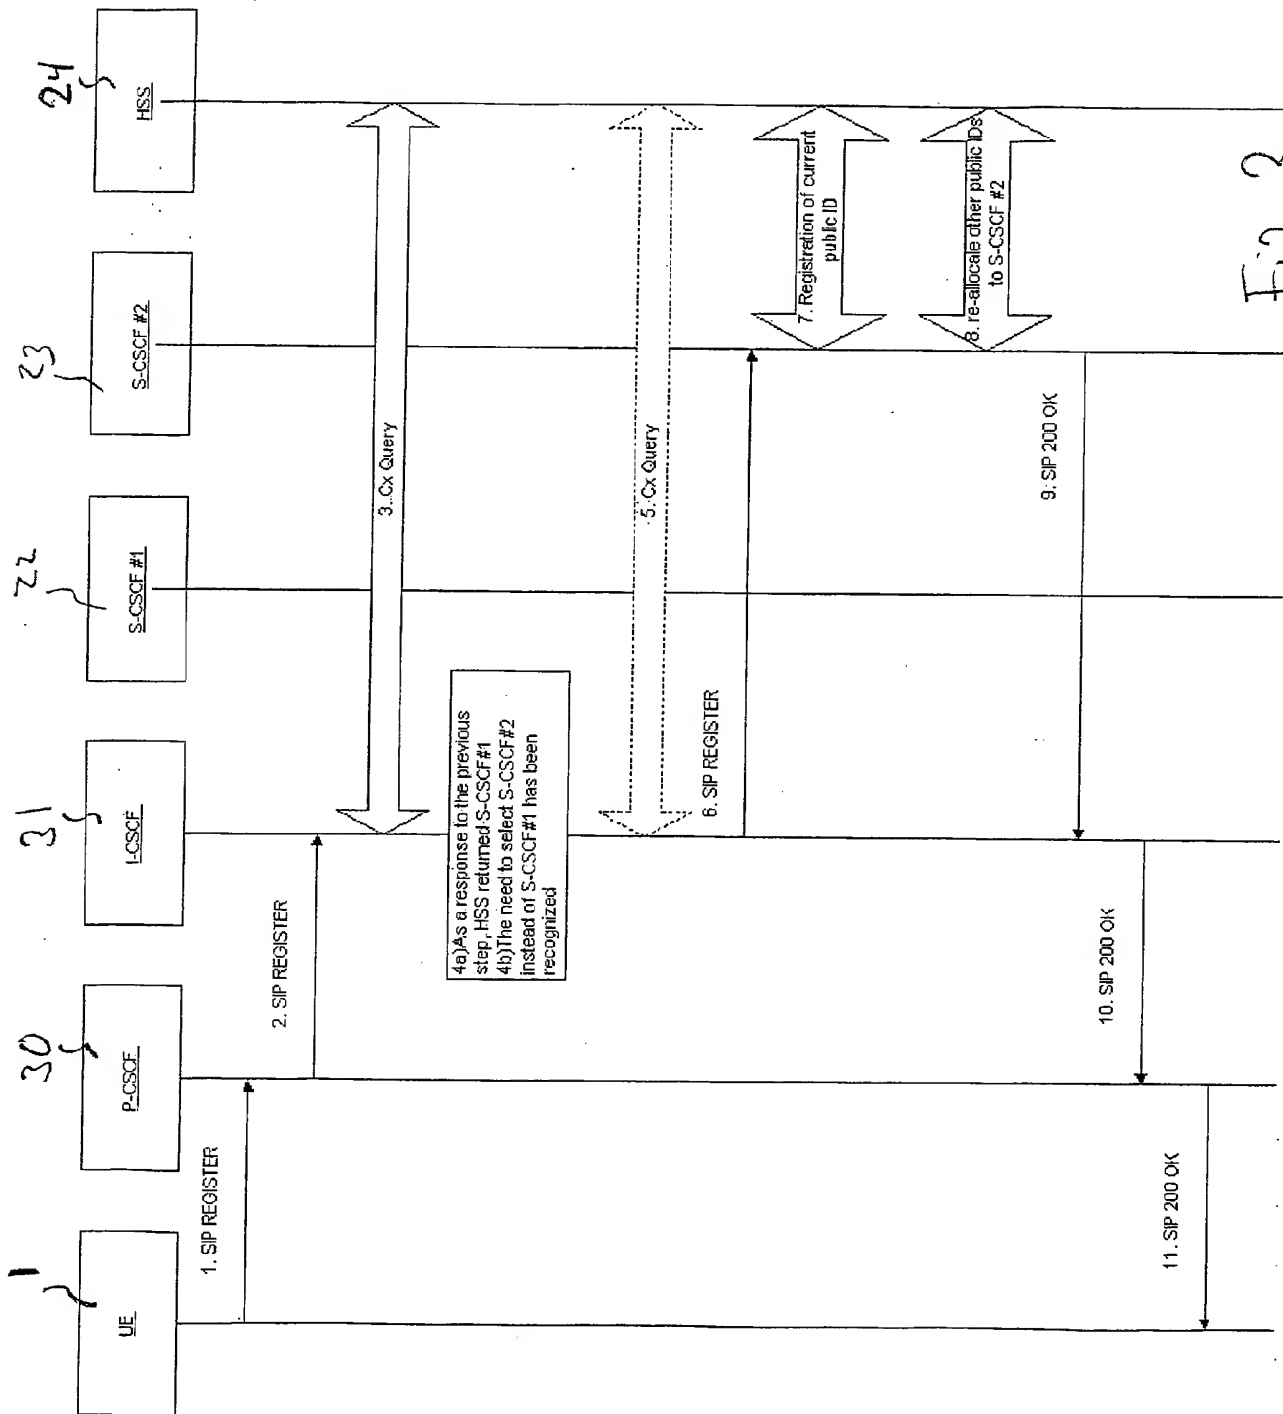 1
30
31
22
23
24
UE
P-CSCF
I-CSCF
S-CSCF #1
S-CSCF #2
HSS
1. SIP REGISTER
2. SIP REGISTER
3. Cx Query
4a)As a response to the previous
step, HSS returned S-CSCF#1
4b)The need to select S-CSCF#2
instead of S-CSCF#1 has been
recognized
5. Cx Query
6. SIP REGISTER
7. Registration of current
public ID
8. re-allocale other public IDs
to S-CSCF #2
9. SIP 200 OK
10. SIP 200 OK
11. SIP 200 OK
Fig 2